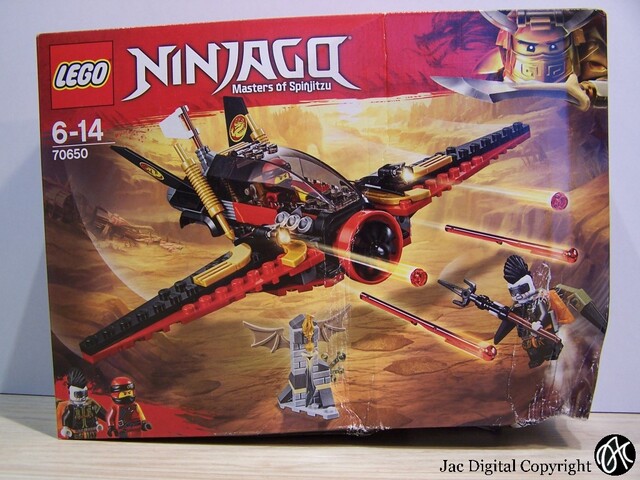 LEGO
NINJAGO
Masters of Spinjitzu
6-14
70650
Jac Digital Copyright